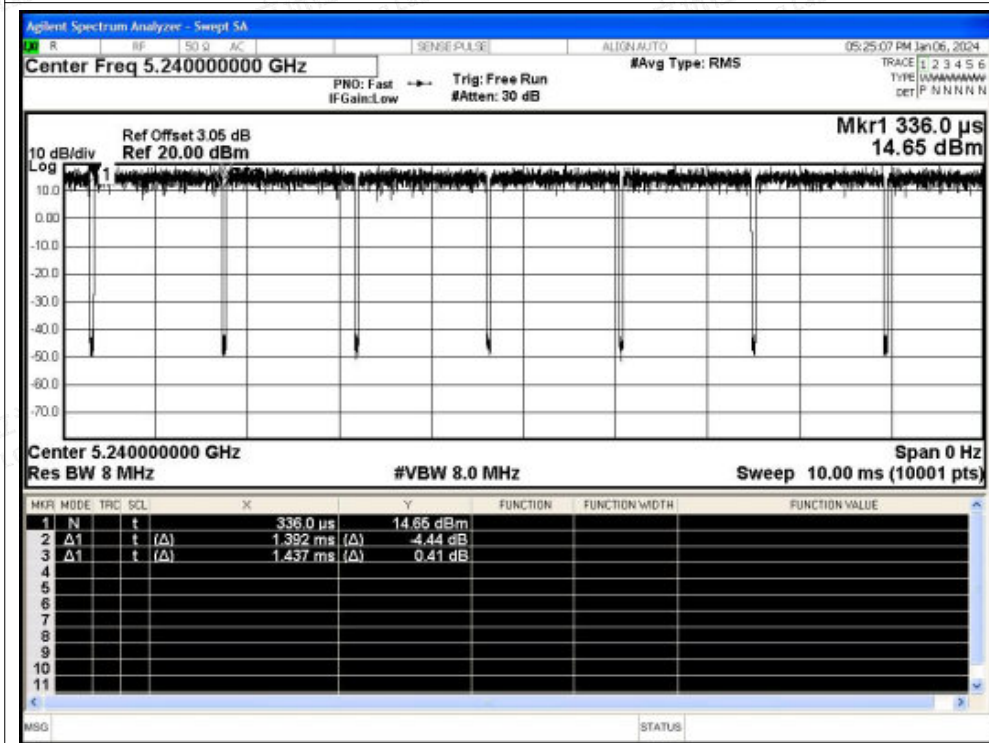 Agilent Spectrum Analyzer - Swept SA
R RF 50 Ω AC SENSE:PULSE ALIGN AUTO 05:25:07 PM Jan 06, 2024
Center Freq 5.240000000 GHz #Avg Type: RMS TRACE 1 2 3 4 5 6
PNO: Fast Trig: Free Run TYPE
IFGain:Low #Atten: 30 dB DET P N N N N N
Mkr1 336.0 µs
Ref Offset 3.05 dB
10 dB/div Ref 20.00 dBm 14.65 dBm
Log
1
10.0
0.00
-10.0
-20.0
-30.0
-40.0
-50.0
-60.0
-70.0
Center 5.240000000 GHz Span 0 Hz
Res BW 8 MHz #VBW 8.0 MHz Sweep 10.00 ms (10001 pts)
MKR MODE TRC SCL X Y FUNCTION FUNCTION WIDTH FUNCTION VALUE
1 N t 336.0 µs 14.65 dBm
2 Δ1 t (Δ) 1.392 ms (Δ) -4.44 dB
3 Δ1 t (Δ) 1.437 ms (Δ) 0.41 dB
4
5
6
7
8
9
10
11
MSG STATUS